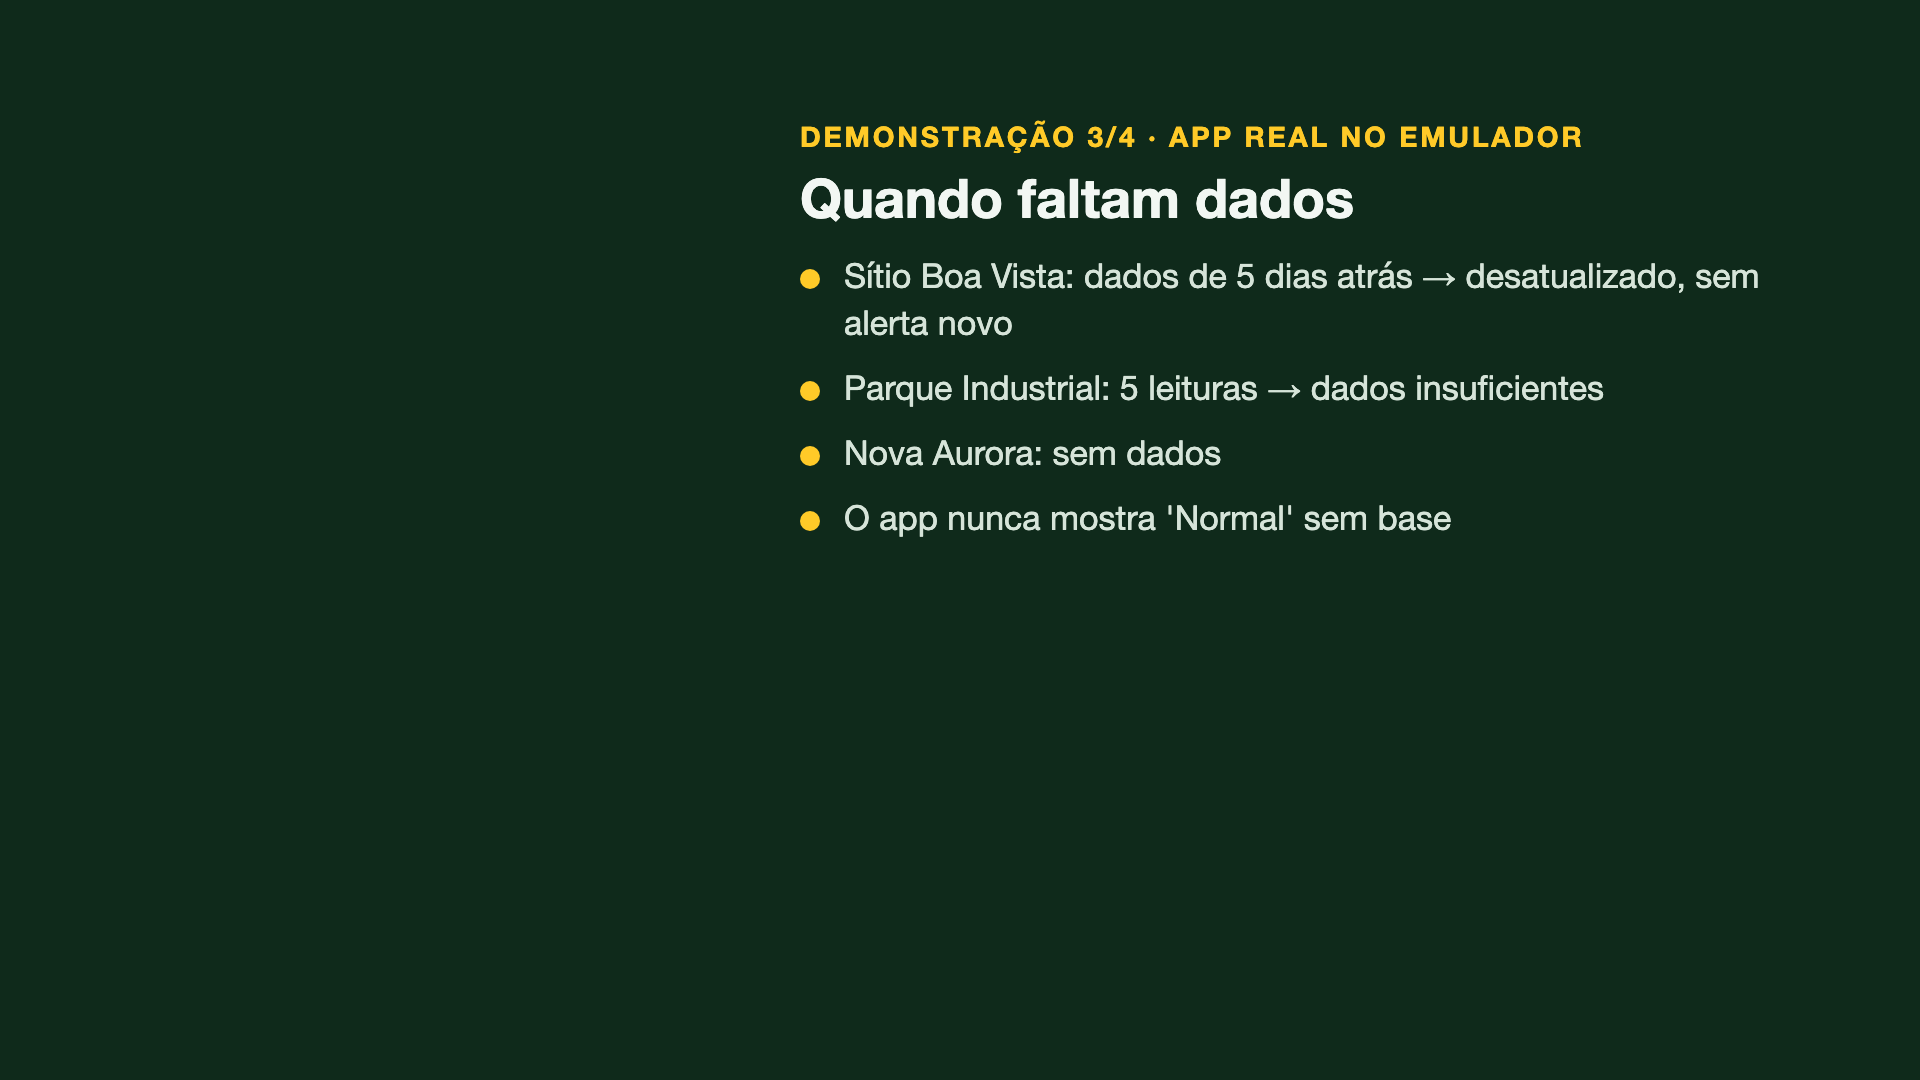 DEMONSTRAÇÃO 3/4 · APP REAL NO EMULADOR
Quando faltam dados
Sítio Boa Vista: dados de 5 dias atrás → desatualizado, sem
alerta novo
Parque Industrial: 5 leituras → dados insuficientes
Nova Aurora: sem dados
O app nunca mostra 'Normal' sem base